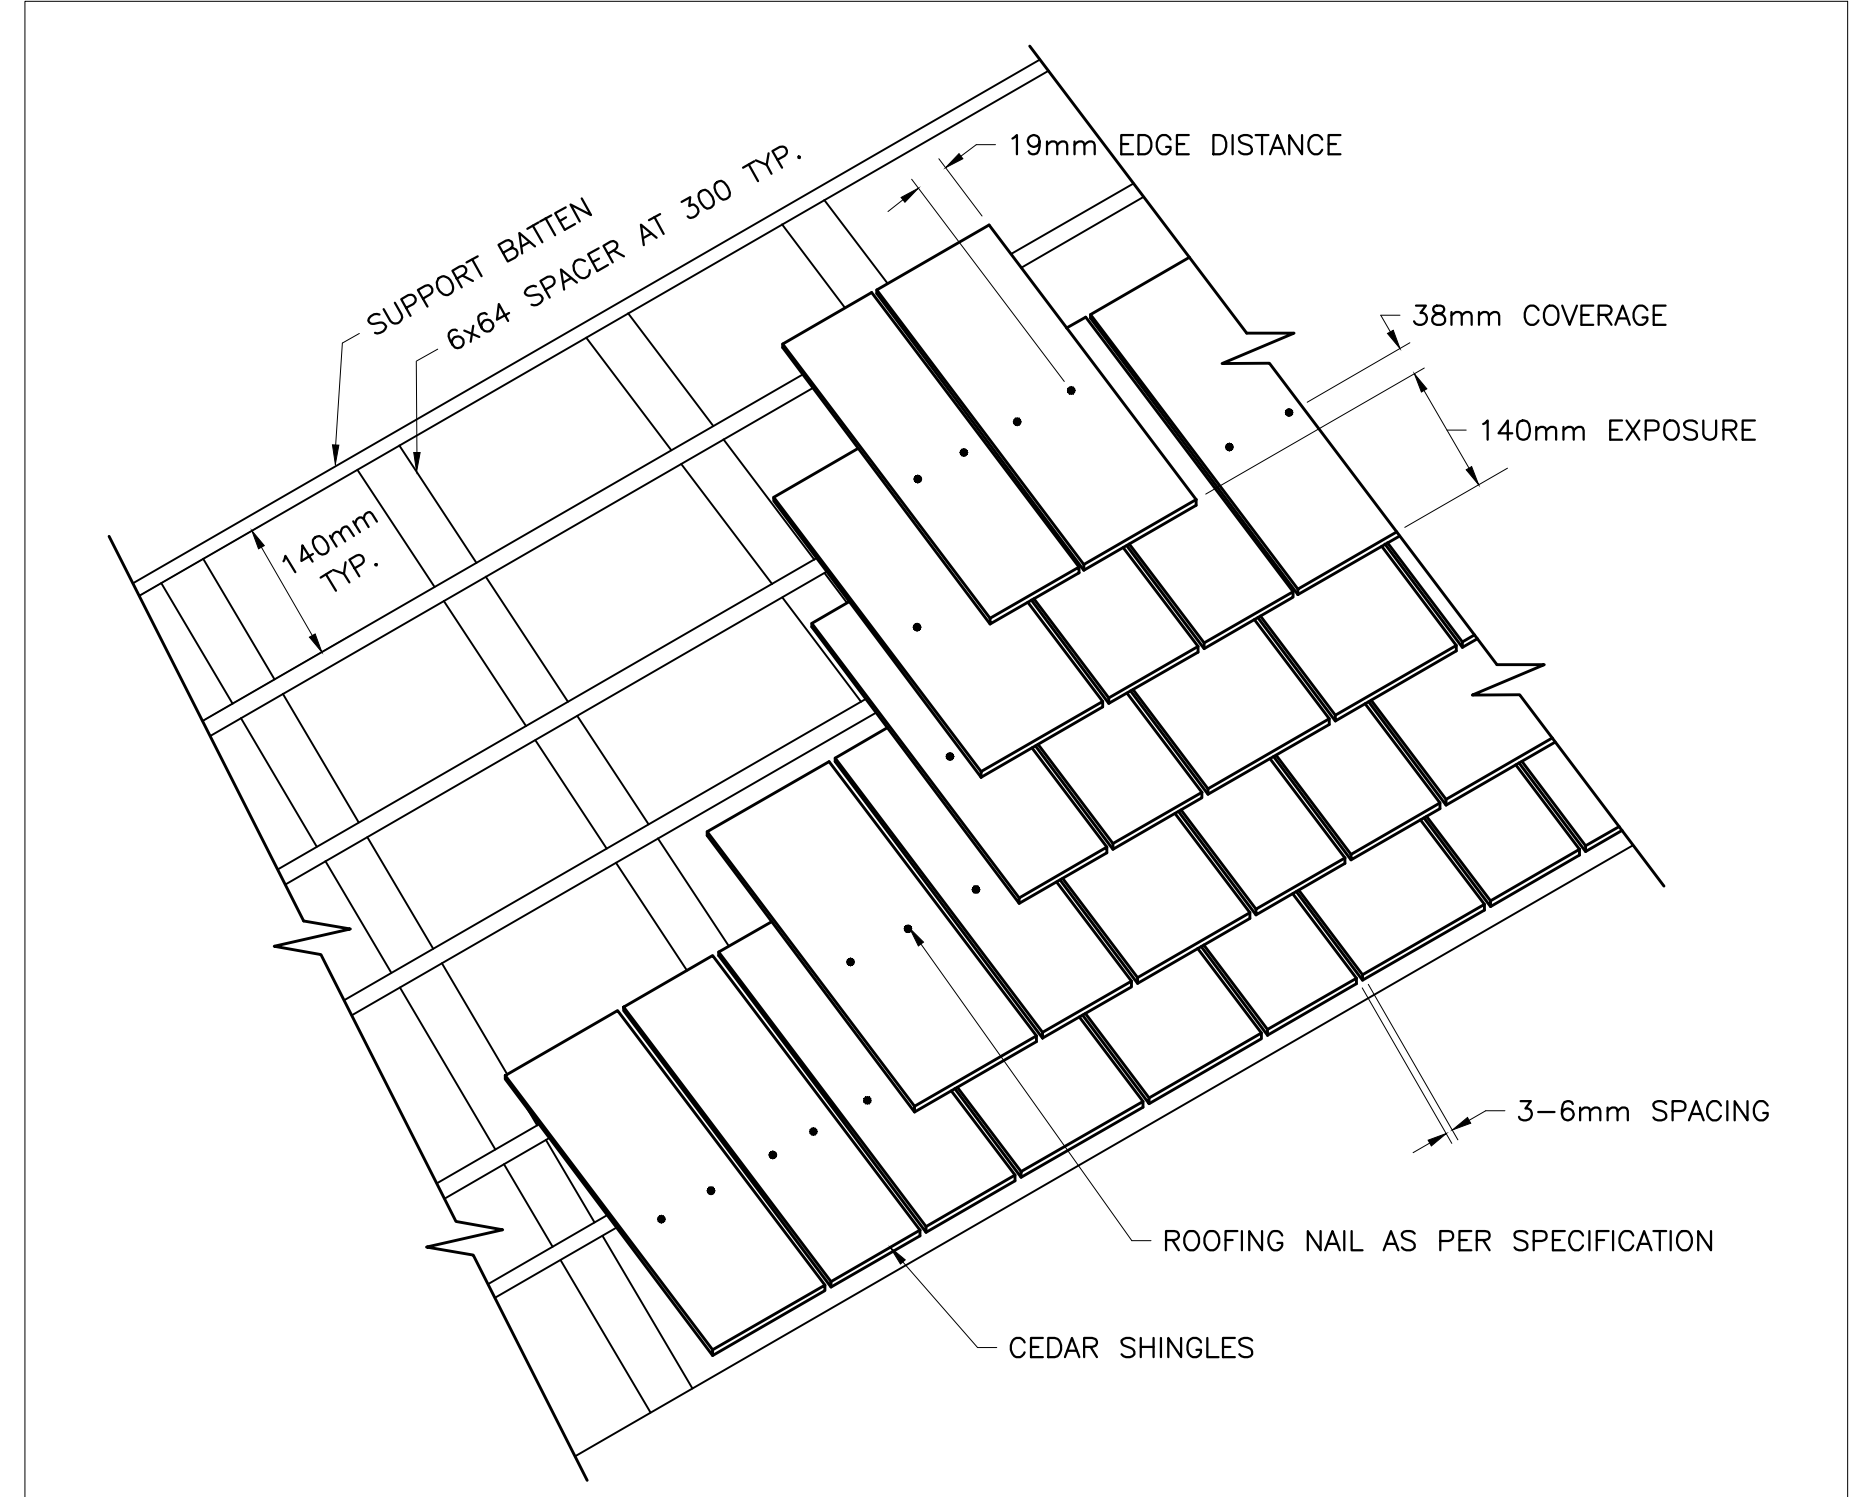 19mm EDGE DISTANCE
SUPPORT BATTEN
6x64 SPACER AT 300 TYP.
38mm COVERAGE
140mm EXPOSURE
140mm
TYP.
3-6mm SPACING
ROOFING NAIL AS PER SPECIFICATION
CEDAR SHINGLES